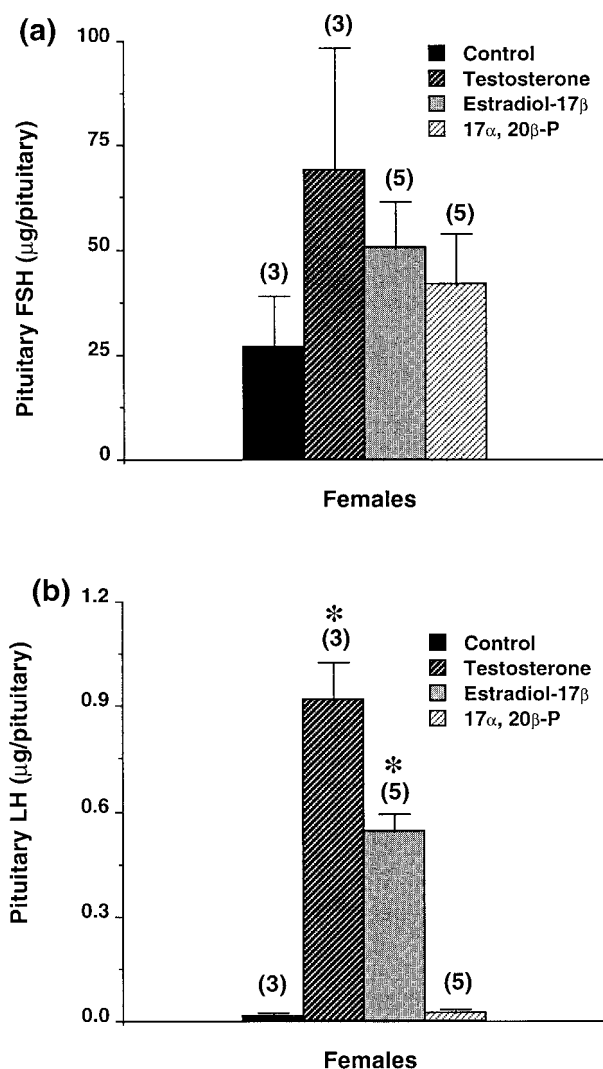 (a)
100
75
50
25
0
Pituitary FSH (μg/pituitary)
(3)
(3)
(5)
(5)
Control
Testosterone
Estradiol-17β
17α, 20β-P
Females
(b)
1.2
0.9
0.6
0.3
0.0
Pituitary LH (μg/pituitary)
(3)
*
(3)
*
(5)
(5)
Control
Testosterone
Estradiol-17β
17α, 20β-P
Females